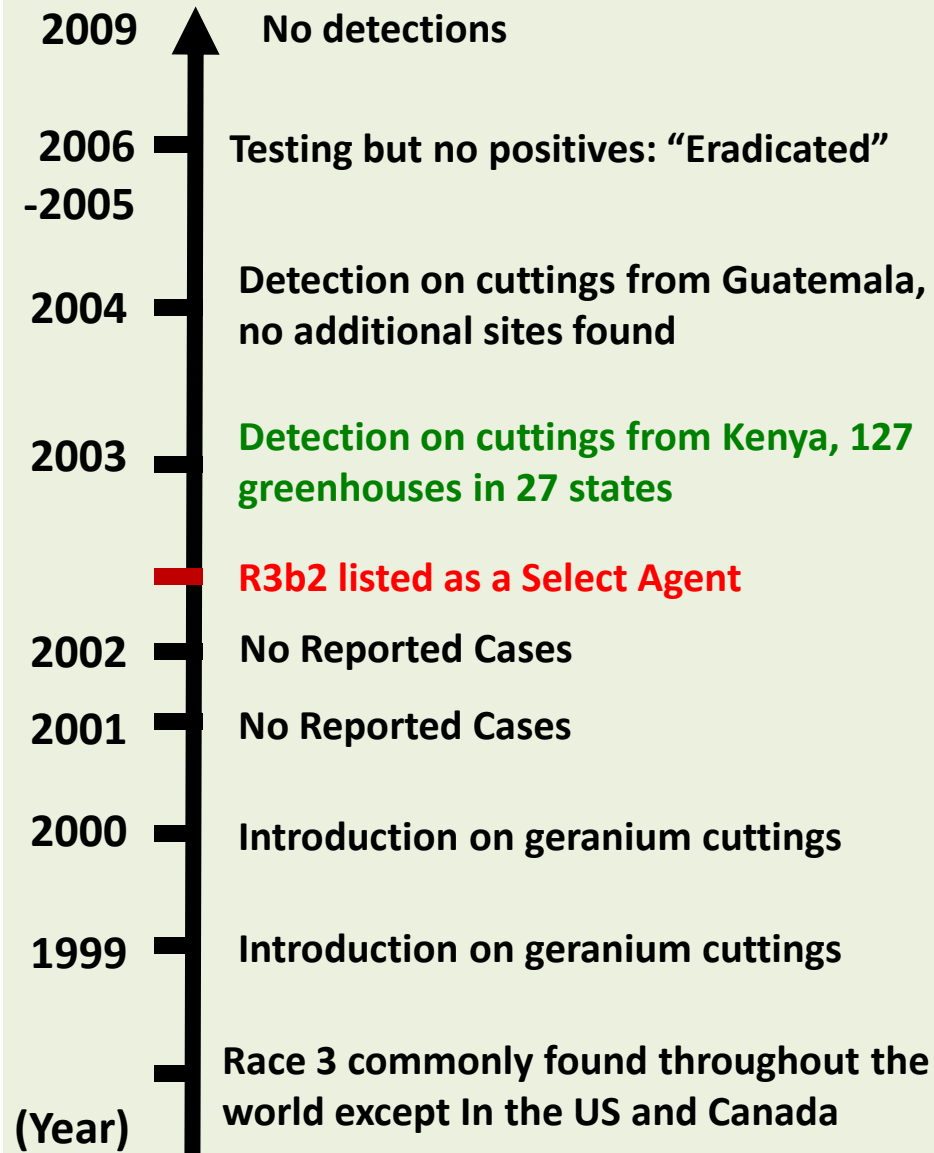 2009 No detections
2006 Testing but no positives: “Eradicated”
-2005
Detection on cuttings from Guatemala,
2004
no additional sites found
Detection on cuttings from Kenya, 127
2003
greenhouses in 27 states
R3b2 listed as a Select Agent
2002 No Reported Cases
2001 No Reported Cases
2000 Introduction on geranium cuttings
1999 Introduction on geranium cuttings
Race 3 commonly found throughout the
world except In the US and Canada
(Year)